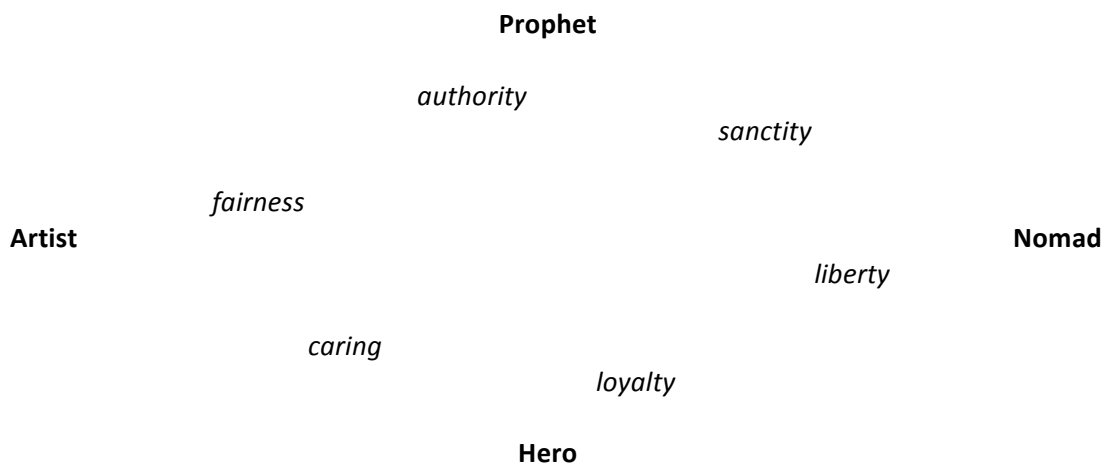 Prophet
authority
sanctity
fairness
Artist
Nomad
liberty
caring
loyalty
Hero